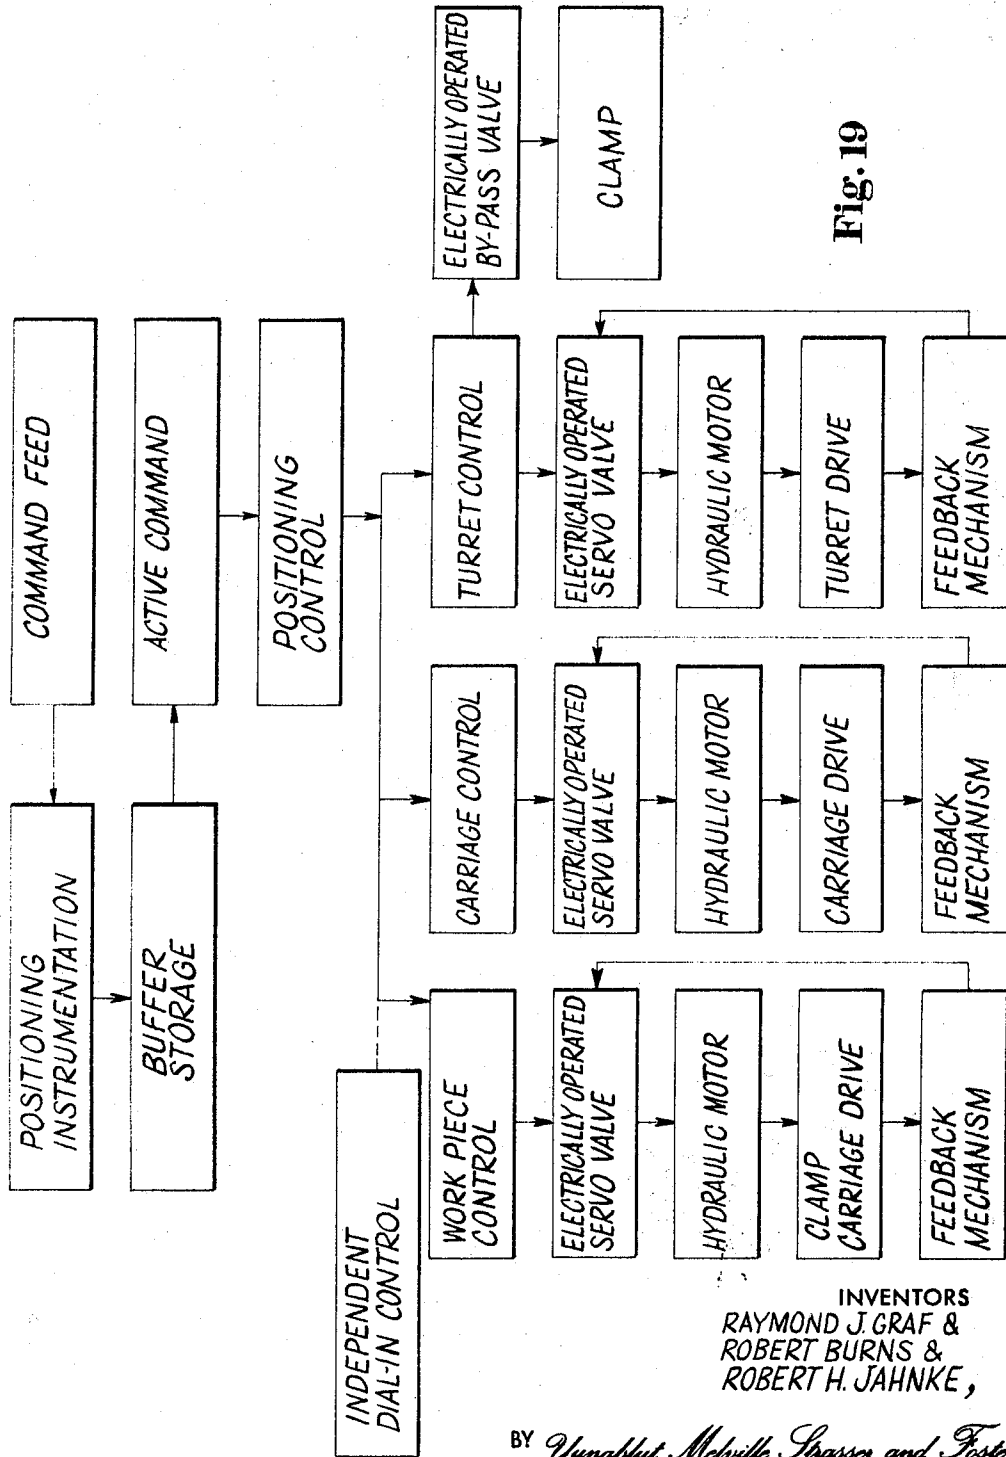 COMMAND FEED
POSITIONING
INSTRUMENTATION
BUFFER
STORAGE
ACTIVE COMMAND
POSITIONING
CONTROL
INDEPENDENT
DIAL-IN CONTROL
WORK PIECE
CONTROL
ELECTRICALLY OPERATED
SERVO VALVE
HYDRAULIC MOTOR
CLAMP
CARRIAGE DRIVE
FEEDBACK
MECHANISM
CARRIAGE CONTROL
ELECTRICALLY OPERATED
SERVO VALVE
HYDRAULIC MOTOR
CARRIAGE DRIVE
FEEDBACK
MECHANISM
TURRET CONTROL
ELECTRICALLY OPERATED
SERVO VALVE
HYDRAULIC MOTOR
TURRET DRIVE
FEEDBACK
MECHANISM
ELECTRICALLY OPERATED
BY-PASS VALVE
CLAMP
Fig. 19
INVENTORS
RAYMOND J. GRAF &
ROBERT BURNS &
ROBERT H. JAHNKE,
BY Melville, Strasser and